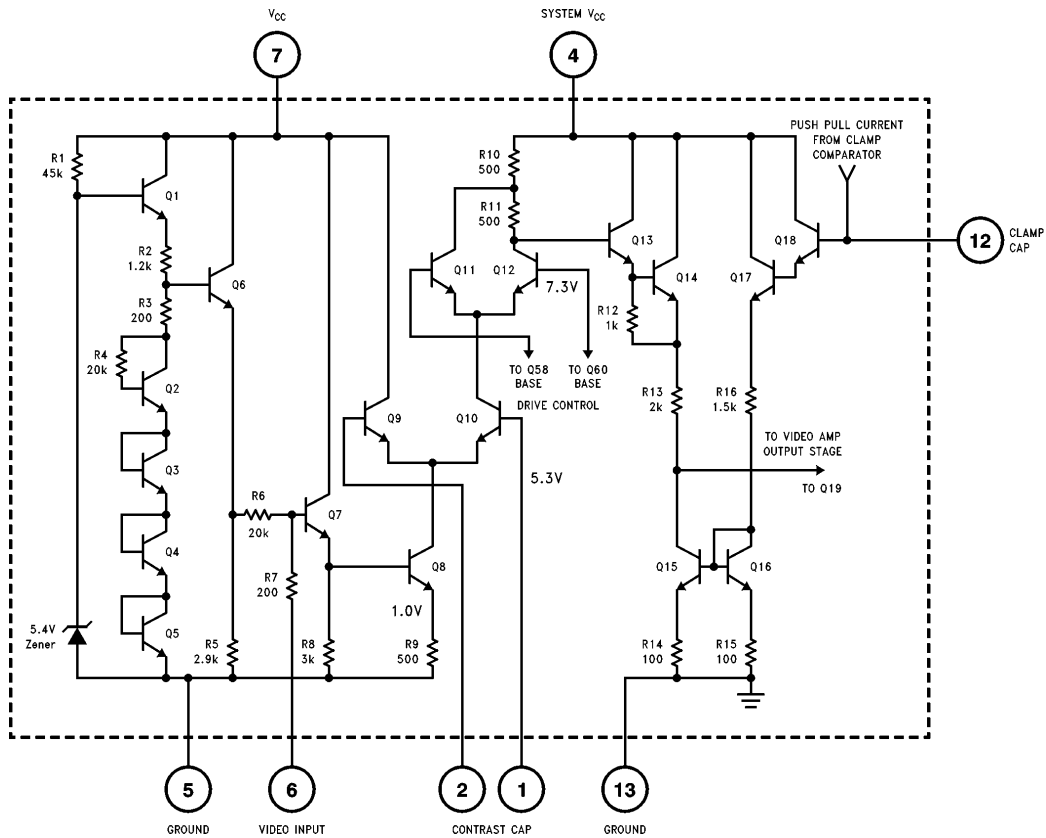 V_CC
SYSTEM V_CC
7
4
PUSH PULL CURRENT
FROM CLAMP
COMPARATOR
R1
45k
Q1
R10
500
R11
500
Q13
Q18
12
CLAMP
CAP
R2
1.2k
Q6
Q11
Q12
7.3V
Q14
Q17
R3
200
R12
1k
R4
20k
Q2
TO Q58
BASE
TO Q60
BASE
DRIVE CONTROL
R13
2k
R16
1.5k
Q9
Q10
TO VIDEO AMP
OUTPUT STAGE
TO Q19
Q3
5.3V
R6
20k
Q7
Q4
Q8
Q15
Q16
R7
200
1.0V
5.4V
Zener
Q5
R5
2.9k
R8
3k
R9
500
R14
100
R15
100
5
6
2
1
13
GROUND
VIDEO INPUT
CONTRAST CAP
GROUND